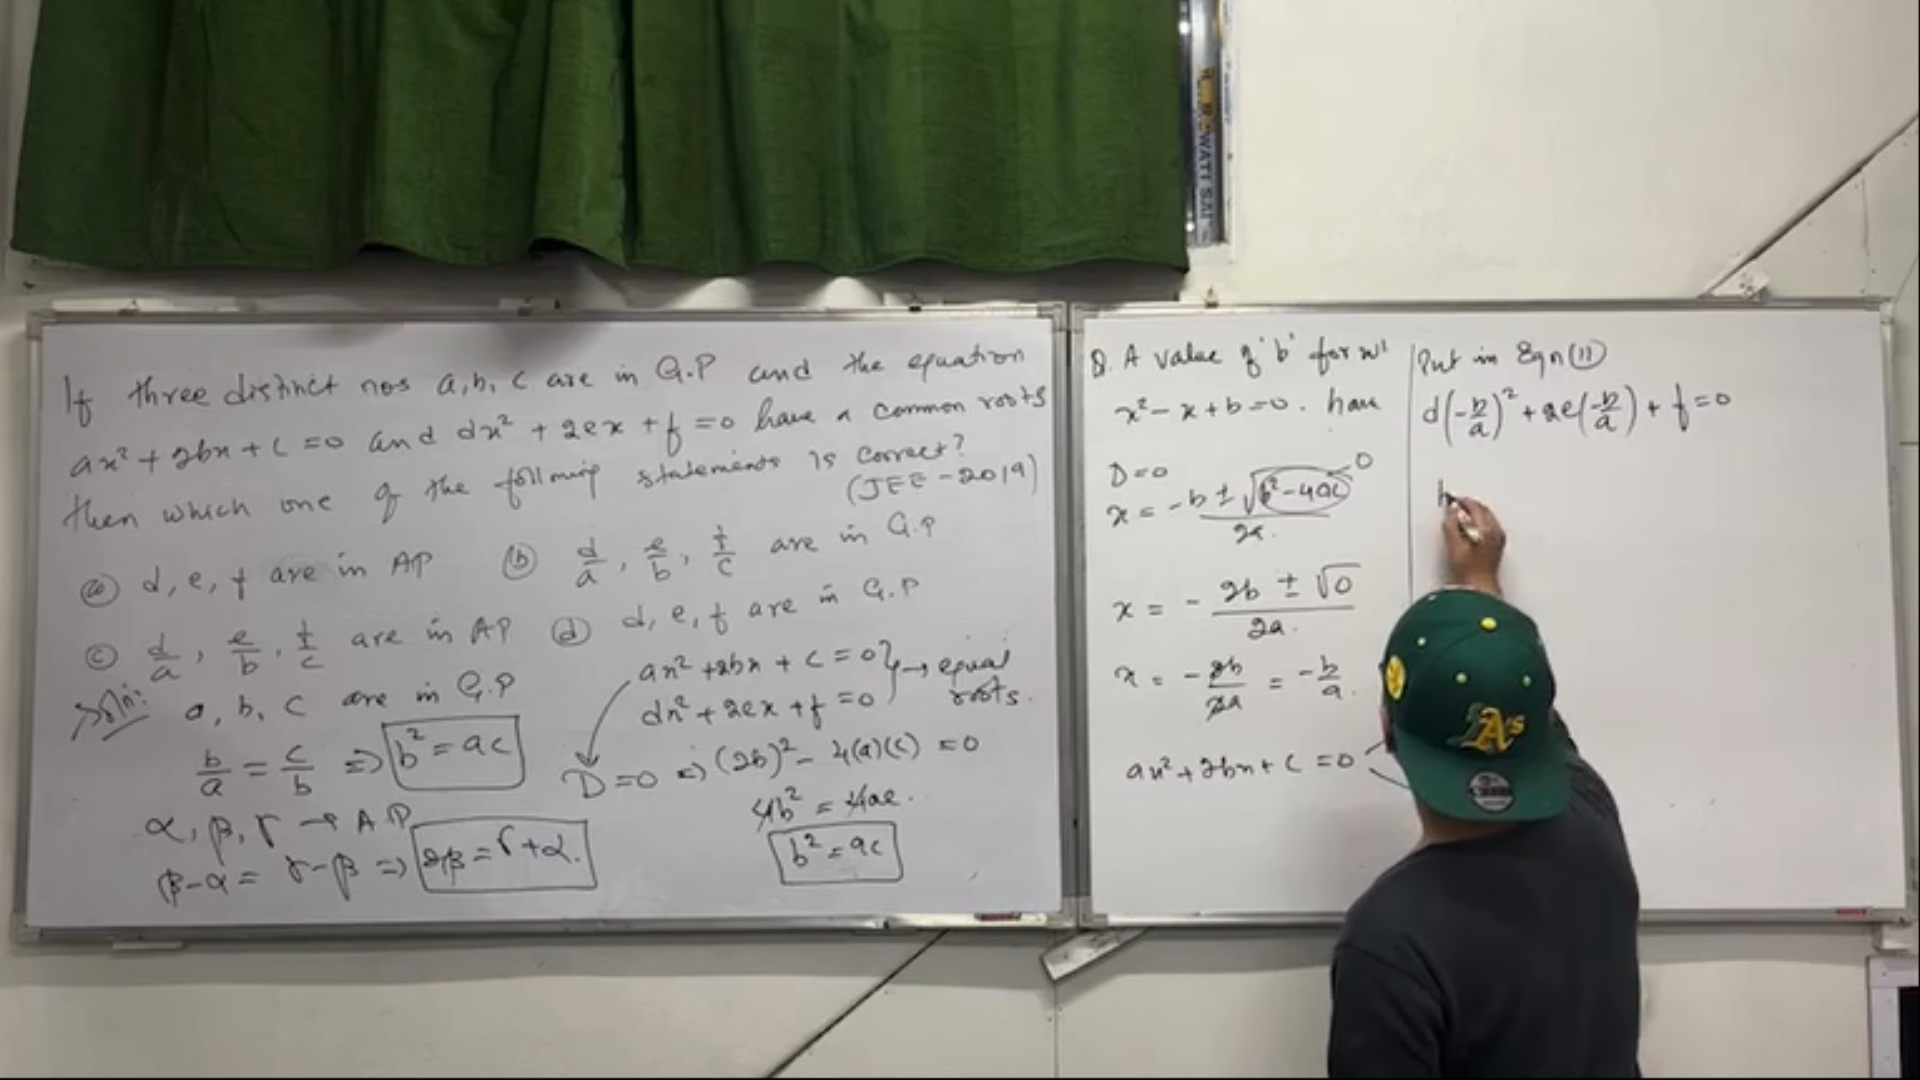 If three distinct nos a, b, c are in G.P and the equation
ax² + 2bx + c = 0 and dx² + 2ex + f = 0 have a common roots
then which one of the following statements is correct?
(JEE - 2019)
(a) d, e, f are in AP (b) d/a, e/b, f/c are in G.P
(c) d/a, e/b, f/c are in AP (d) d, e, f are in G.P
Soln: a, b, c are in G.P
b/a = c/b => b² = ac
α, β, γ → A.P
β-α = γ-β => 2β = γ+α.
ax² + 2bx + c = 0
dx² + 2ex + f = 0 } → equal roots.
D = 0 => (2b)² - 4(a)(c) = 0
4b² = 4ac.
b² = ac
Q. A value of 'b' for w
x² - x + b = 0. have
D = 0
x = -b ± √b² - 4ac / 2a. 0
x = - 2b ± √0 / 2a.
x = - 2b/2a = - b/a.
ax² + 2bx + c = 0
Put in Eqn (11)
d(-b/a)² + 2e(-b/a) + f = 0
b
A's
SWATI SAI